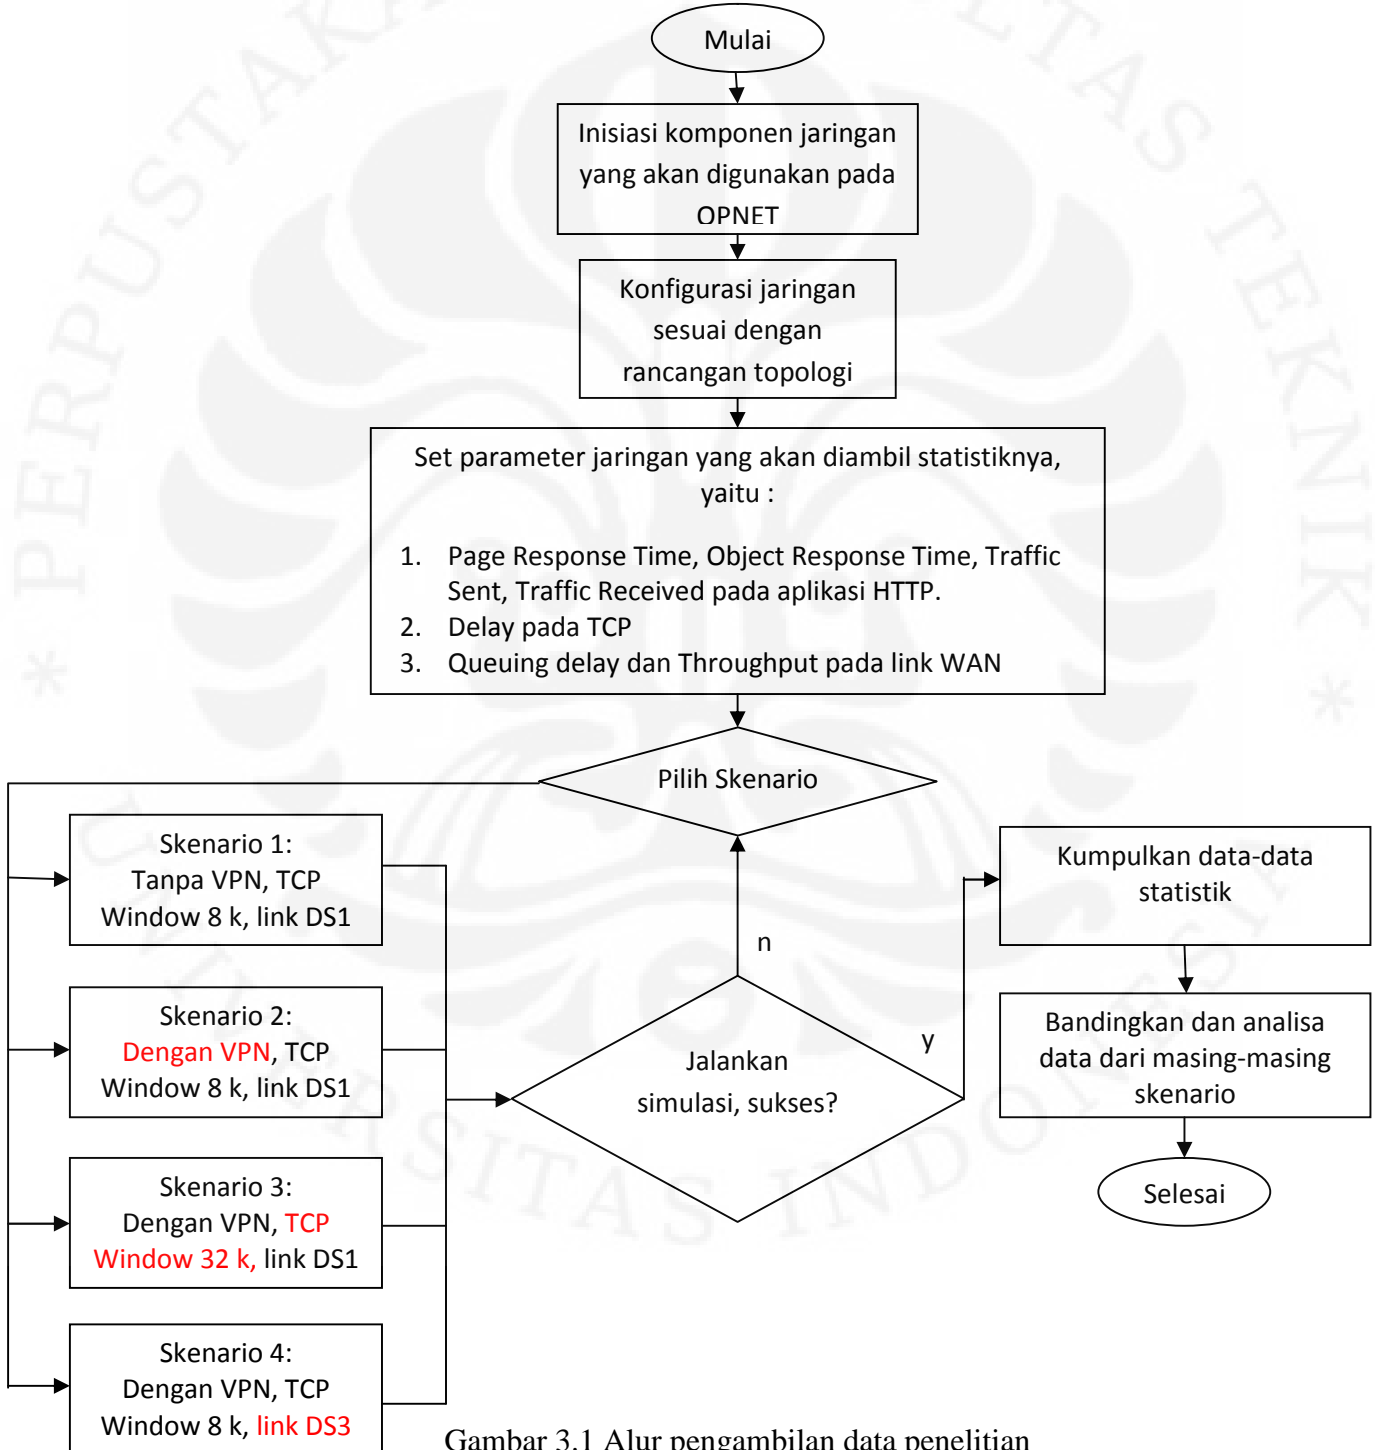 Mulai
Inisiasi komponen jaringan
yang akan digunakan pada
OPNET
Konfigurasi jaringan
sesuai dengan
rancangan topologi
Set parameter jaringan yang akan diambil statistiknya,
yaitu :
1. Page Response Time, Object Response Time, Traffic
Sent, Traffic Received pada aplikasi HTTP.
2. Delay pada TCP
3. Queuing delay dan Throughput pada link WAN
Pilih Skenario
Skenario 1:
Tanpa VPN, TCP
Window 8 k, link DS1
Skenario 2:
Dengan VPN, TCP
Window 8 k, link DS1
Skenario 3:
Dengan VPN, TCP
Window 32 k, link DS1
Skenario 4:
Dengan VPN, TCP
Window 8 k, link DS3
Jalankan
simulasi, sukses?
n
y
Kumpulkan data-data
statistik
Bandingkan dan analisa
data dari masing-masing
skenario
Selesai
Gambar 3.1 Alur pengambilan data penelitian
* PERPUSTAKA
ULTAS TEKNIK *
UNIVERSITAS INDONESIA